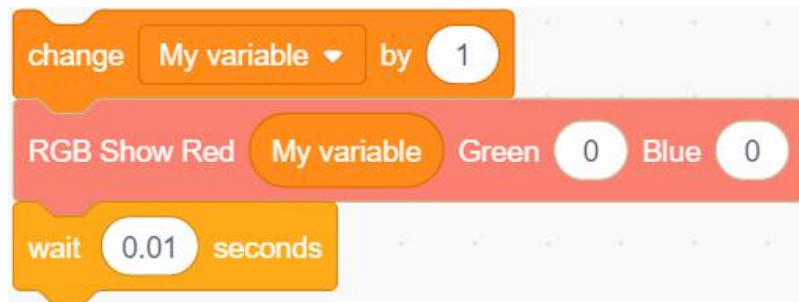 change My variable by 1
RGB Show Red My variable Green 0 Blue 0
wait 0.01 seconds